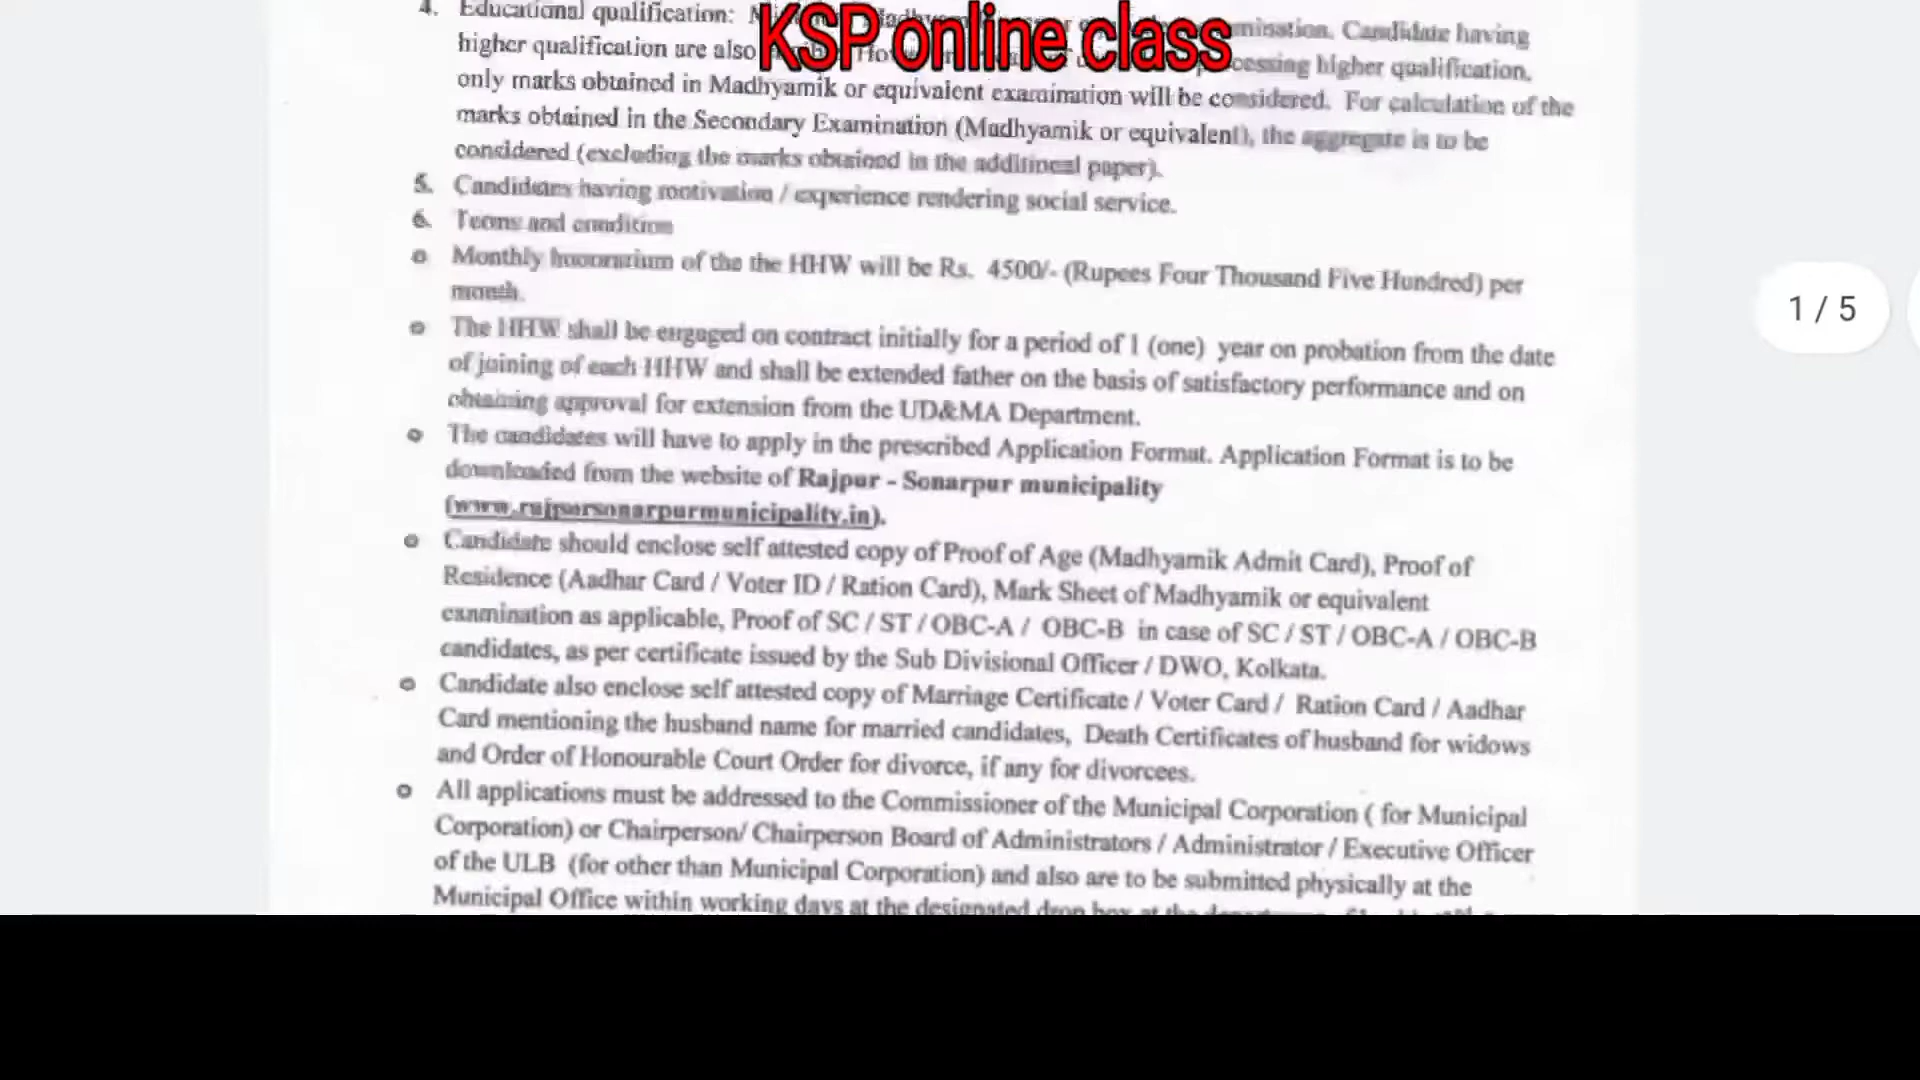 KSP online class
4. Educational qualification: mination. Candidate having
higher qualification are also cessing higher qualification,
only marks obtained in Madhyamik or equivalent examination will be considered. For calculation of the
marks obtained in the Secondary Examination (Madhyamik or equivalent), the aggregate is to be
considered (excluding the marks obtained in the additional paper).
5. Candidates having motivation / experience rendering social service.
6. Terms and condition
o Monthly honorarium of the the HHW will be Rs. 4500/- (Rupees Four Thousand Five Hundred) per
month.
o The HHW shall be engaged on contract initially for a period of 1 (one) year on probation from the date
of joining of each HHW and shall be extended father on the basis of satisfactory performance and on
obtaining approval for extension from the UD&MA Department.
o The candidates will have to apply in the prescribed Application Format. Application Format is to be
downloaded from the website of Rajpur - Sonarpur municipality
(www.rajpursonarpurmunicipality.in).
o Candidate should enclose self attested copy of Proof of Age (Madhyamik Admit Card), Proof of
Residence (Aadhar Card / Voter ID / Ration Card), Mark Sheet of Madhyamik or equivalent
examination as applicable, Proof of SC / ST / OBC-A / OBC-B in case of SC / ST / OBC-A / OBC-B
candidates, as per certificate issued by the Sub Divisional Officer / DWO, Kolkata.
o Candidate also enclose self attested copy of Marriage Certificate / Voter Card / Ration Card / Aadhar
Card mentioning the husband name for married candidates, Death Certificates of husband for widows
and Order of Honourable Court Order for divorce, if any for divorcees.
o All applications must be addressed to the Commissioner of the Municipal Corporation ( for Municipal
Corporation) or Chairperson/ Chairperson Board of Administrators / Administrator / Executive Officer
of the ULB (for other than Municipal Corporation) and also are to be submitted physically at the
Municipal Office within working days at the designated drop box at the
1 / 5